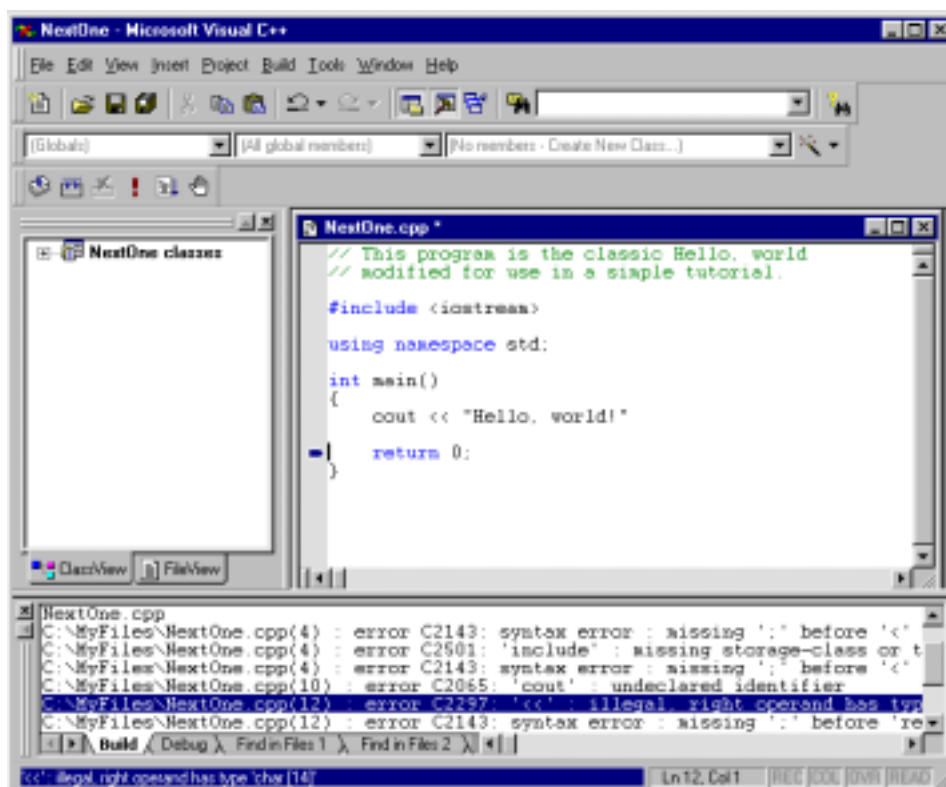 NextOne - Microsoft Visual C++
File Edit View Insert Project Build Tools Window Help
(Globals) (All global members) (No members - Create New Class...)
NextOne classes
NextOne.cpp *
// This program is the classic Hello, world
// modified for use in a simple tutorial.
#include <iostream>
using namespace std;
int main()
{
cout << "Hello, world!"
return 0;
}
ClassView FileView
NextOne.cpp
C:\MyFiles\NextOne.cpp(4) : error C2143: syntax error : missing ';' before '<'
C:\MyFiles\NextOne.cpp(4) : error C2501: 'include' : missing storage-class or t
C:\MyFiles\NextOne.cpp(4) : error C2143: syntax error : missing ';' before '<'
C:\MyFiles\NextOne.cpp(10) : error C2065: 'cout' : undeclared identifier
C:\MyFiles\NextOne.cpp(12) : error C2297: '<<' : illegal, right operand has typ
C:\MyFiles\NextOne.cpp(12) : error C2143: syntax error : missing ';' before 're
Build Debug Find in Files 1 Find in Files 2
'<<' : illegal, right operand has type 'char [14]'
Ln 12, Col 1 REC COL OVR READ